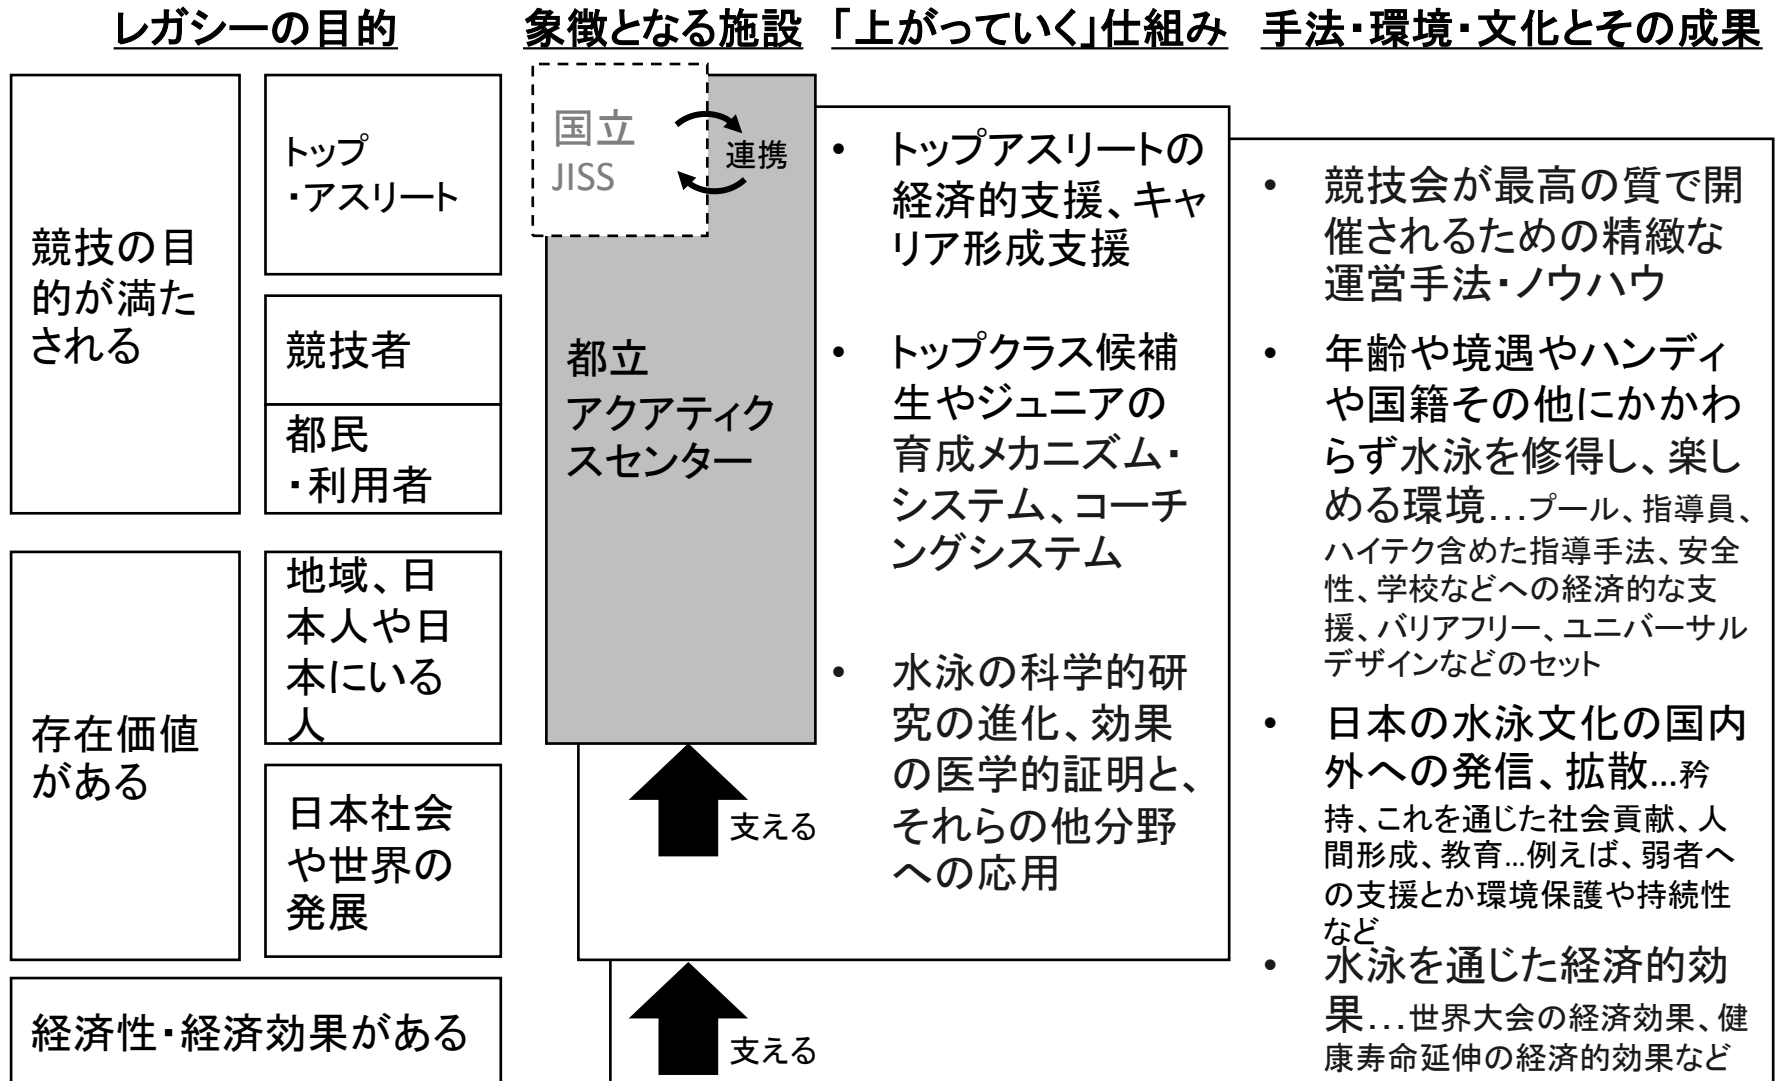 レガシーの目的
象徴となる施設
「上がっていく」仕組み
手法・環境・文化とその成果
競技の目
的が満た
される
トップ
・アスリート
競技者
都民
・利用者
存在価値
がある
地域、日
本人や日
本にいる
人
日本社会
や世界の
発展
経済性・経済効果がある
国立
JISS
連携
都立
アクアティク
スセンター
支える
支える
• トップアスリートの
経済的支援、キャ
リア形成支援
• トップクラス候補
生やジュニアの
育成メカニズム・
システム、コーチ
ングシステム
• 水泳の科学的研
究の進化、効果
の医学的証明と、
それらの他分野
への応用
• 競技会が最高の質で開
催されるための精緻な
運営手法・ノウハウ
• 年齢や境遇やハンディ
や国籍その他にかかわ
らず水泳を修得し、楽し
める環境…プール、指導員、
ハイテク含めた指導手法、安全
性、学校などへの経済的な支
援、バリアフリー、ユニバーサル
デザインなどのセット
• 日本の水泳文化の国内
外への発信、拡散…矜
持、これを通じた社会貢献、人
間形成、教育…例えば、弱者へ
の支援とか環境保護や持続性
など
• 水泳を通じた経済的効
果…世界大会の経済効果、健
康寿命延伸の経済的効果など